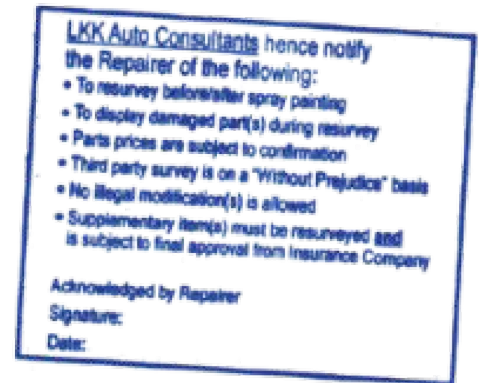 LKK Auto Consultants hence notify
the Repairer of the following:
• To resurvey before/after spray painting
• To display damaged part(s) during resurvey
• Parts prices are subject to confirmation
• Third party survey is on a "Without Prejudice" basis
• No illegal modification(s) is allowed
• Supplementary item(s) must be resurveyed and
is subject to final approval from Insurance Company
Acknowledged by Repairer
Signature:
Date: